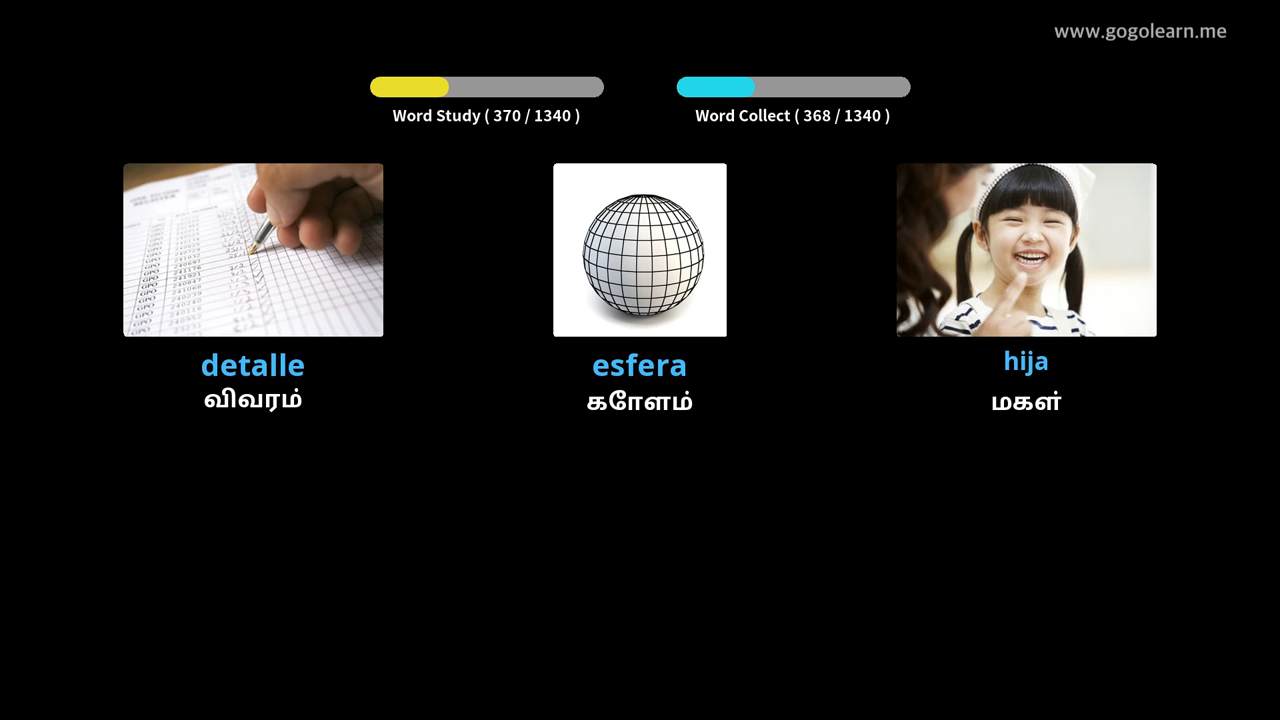 www.gogolearn.me
Word Study ( 370 / 1340 )
Word Collect ( 368 / 1340 )
detalle
விவரம்
esfera
கோளம்
hija
மகள்